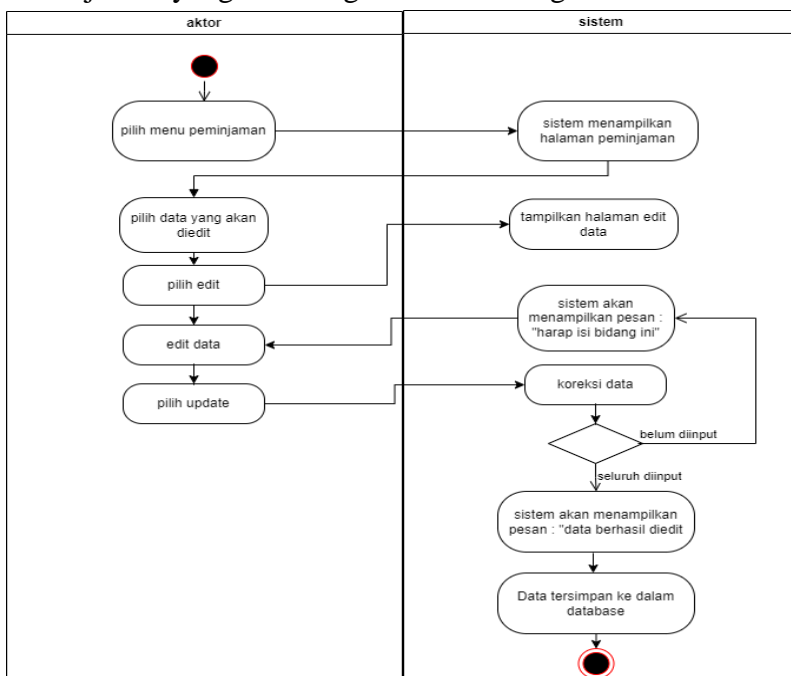 aktor
sistem
pilih menu peminjaman
sistem menampilkan
halaman peminjaman
pilih data yang akan
diedit
tampilkan halaman edit
data
pilih edit
sistem akan
menampilkan pesan :
"harap isi bidang ini"
edit data
pilih update
koreksi data
belum diinput
seluruh diinput
sistem akan menampilkan
pesan : "data berhasil diedit
Data tersimpan ke dalam
database